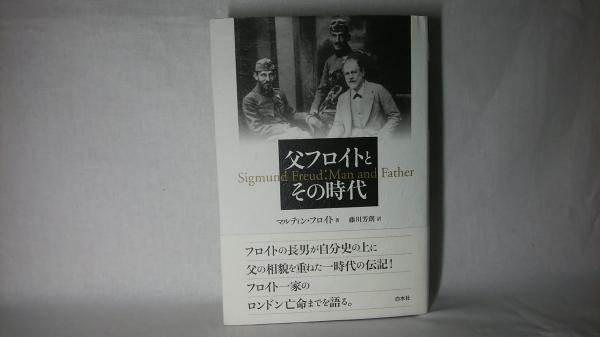 父フロイトと
Sigmund Freud: Man and Father
その時代
マルティン・フロイト 著 藤川芳朗 訳
フロイトの長男が自分史の上に
父の相貌を重ねた一時代の伝記!
フロイト一家の
ロンドン亡命までを語る。
白水社